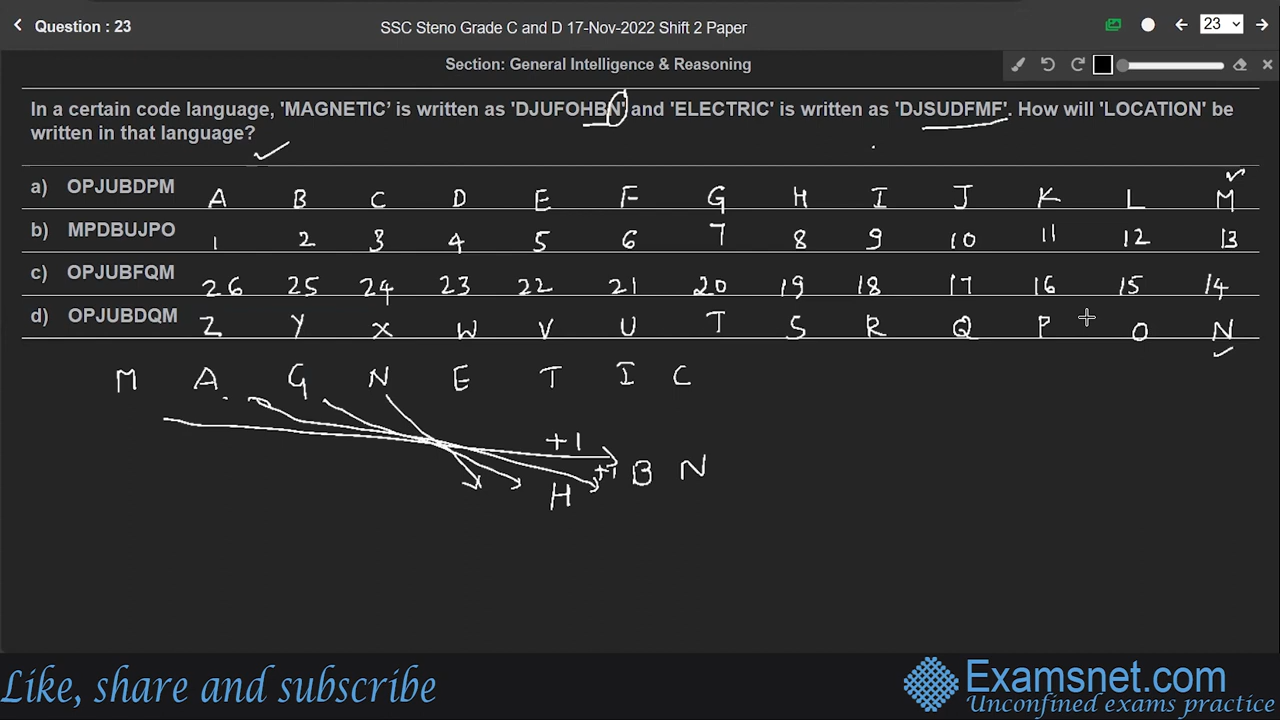 Question : 23
SSC Steno Grade C and D 17-Nov-2022 Shift 2 Paper
23
Section: General Intelligence & Reasoning
In a certain code language, 'MAGNETIC' is written as 'DJUFOHBN' and 'ELECTRIC' is written as 'DJSUDFMF'. How will 'LOCATION' be
written in that language?
a) OPJUBDPM
A B C D E F G H I J K L M
b) MPDBUJPO
1 2 3 4 5 6 7 8 9 10 11 12 13
c) OPJUBFQM
26 25 24 23 22 21 20 19 18 17 16 15 14
d) OPJUBDQM
Z Y X W V U T S R Q P O N
M A G N E T I C
+1
+1 B N
H
Like, share and subscribe
Examsnet.com
Unconfined exams practice